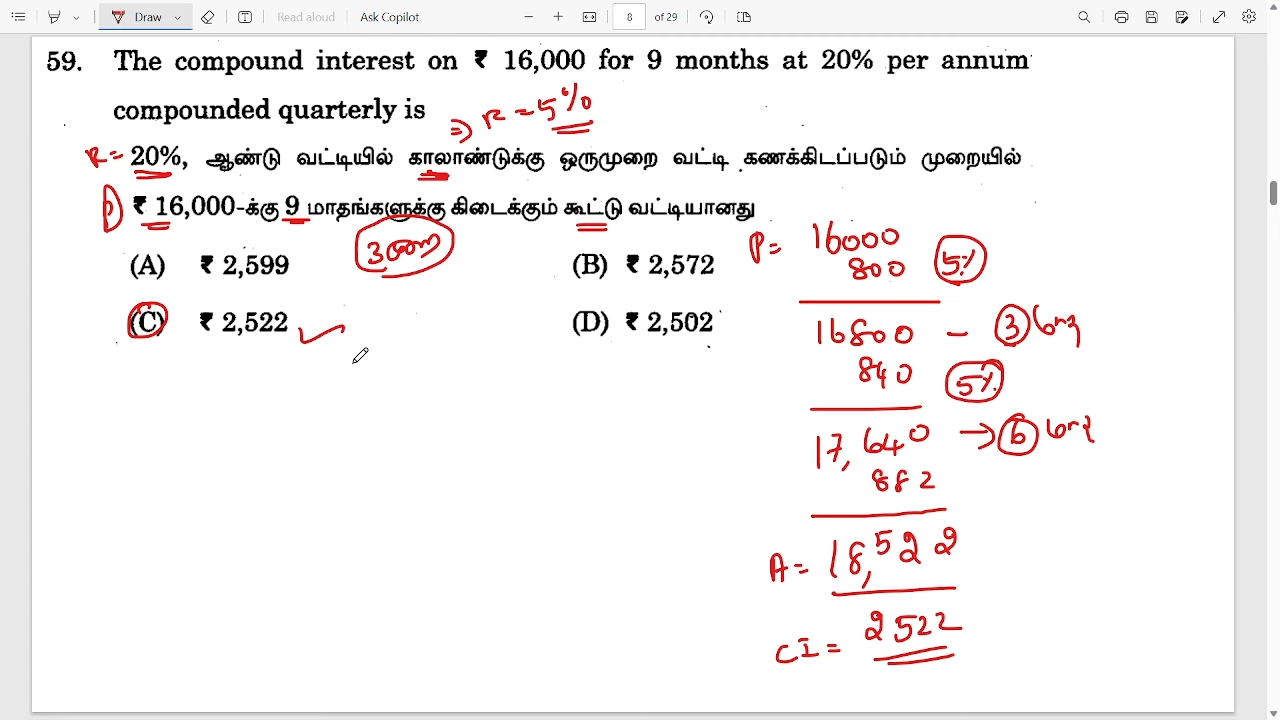 Draw
Read aloud
Ask Copilot
8 of 29
59. The compound interest on ₹ 16,000 for 9 months at 20% per annum
compounded quarterly is
⇒ R = 5%
R = 20%, ஆண்டு வட்டியில் காலாண்டுக்கு ஒருமுறை வட்டி கணக்கிடப்படும் முறையில்
₹ 16,000-க்கு 9 மாதங்களுக்கு கிடைக்கும் கூட்டு வட்டியானது
3முறை
(A) ₹ 2,599
(B) ₹ 2,572
(C) ₹ 2,522
(D) ₹ 2,502
P = 16000
800 5%
16800 – 3
840 5%
17,640 → 6
882
A = 18,522
CI = 2522